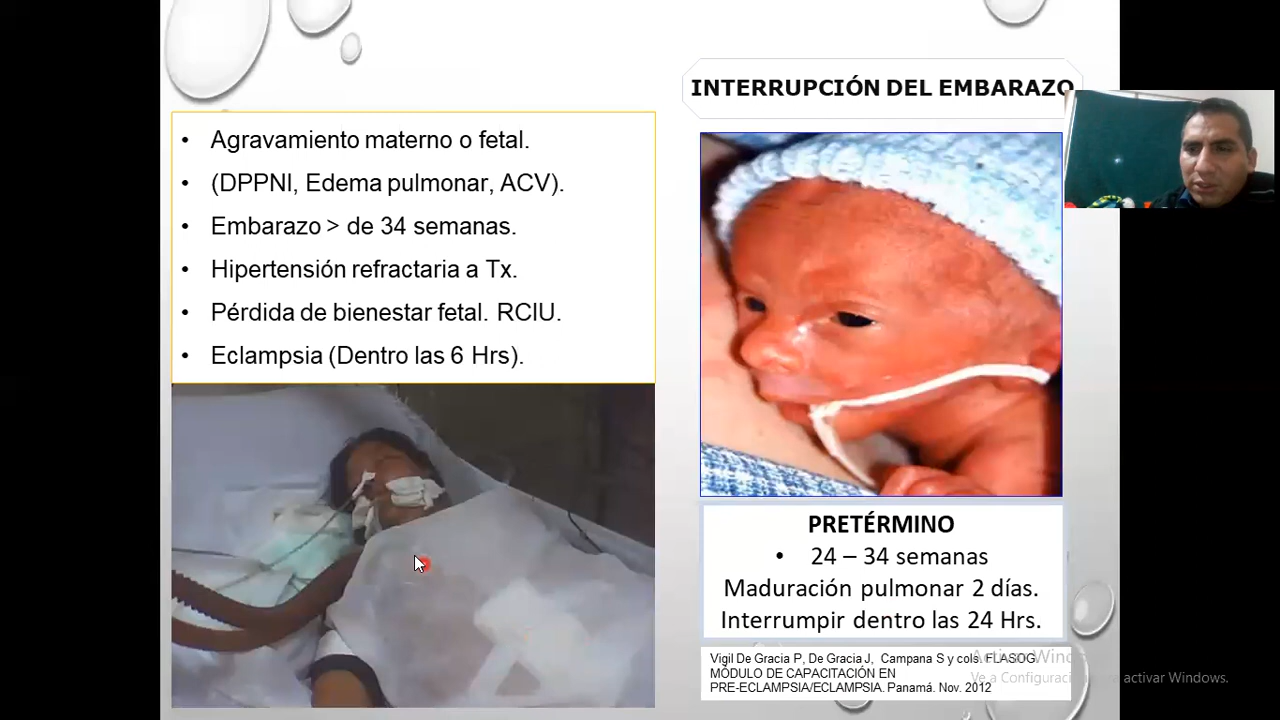 INTERRUPCIÓN DEL EMBARAZO
• Agravamiento materno o fetal.
• (DPPNI, Edema pulmonar, ACV).
• Embarazo > de 34 semanas.
• Hipertensión refractaria a Tx.
• Pérdida de bienestar fetal. RCIU.
• Eclampsia (Dentro las 6 Hrs).
PRETÉRMINO
• 24 – 34 semanas
Maduración pulmonar 2 días.
Interrumpir dentro las 24 Hrs.
Vigil De Gracia P, De Gracia J, Campana S y cols. FLASOG.
MÓDULO DE CAPACITACIÓN EN
PRE-ECLAMPSIA/ECLAMPSIA. Panamá. Nov. 2012
Activar Wind
Ve a Configurac activar Windows.